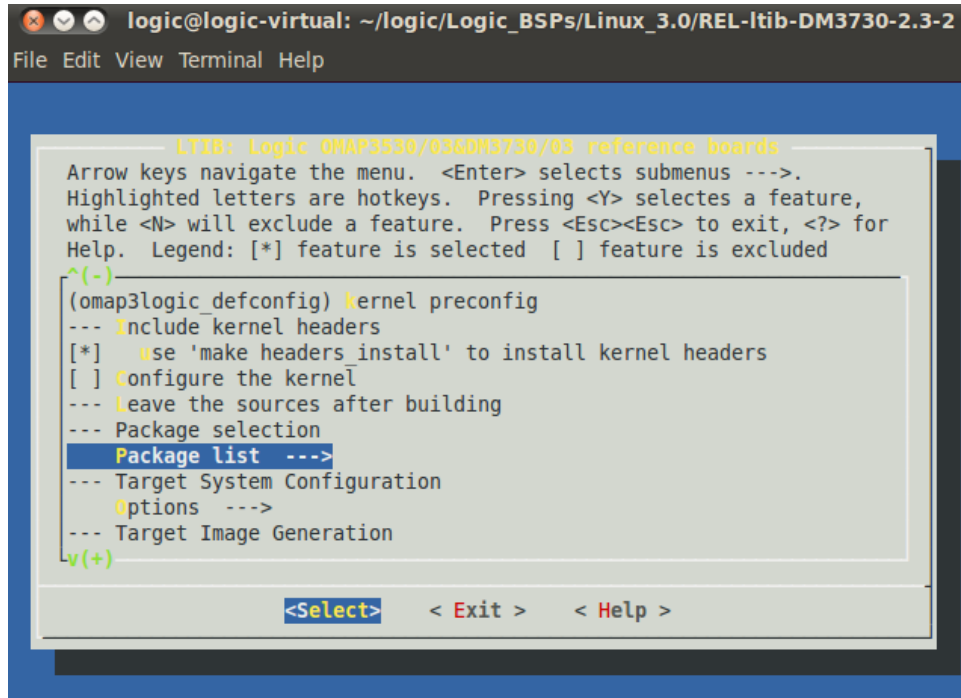 logic@logic-virtual: ~/logic/Logic_BSPs/Linux_3.0/REL-ltib-DM3730-2.3-2
File Edit View Terminal Help
LTIB: Logic OMAP3530/03&DM3730/03 reference boards
Arrow keys navigate the menu. <Enter> selects submenus --->.
Highlighted letters are hotkeys. Pressing <Y> selectes a feature,
while <N> will exclude a feature. Press <Esc><Esc> to exit, <?> for
Help. Legend: [*] feature is selected [ ] feature is excluded
^(-)
(omap3logic_defconfig) kernel preconfig
--- Include kernel headers
[*] use 'make headers_install' to install kernel headers
[ ] Configure the kernel
--- Leave the sources after building
--- Package selection
Package list --->
--- Target System Configuration
Options --->
--- Target Image Generation
v(+)
<Select> < Exit > < Help >